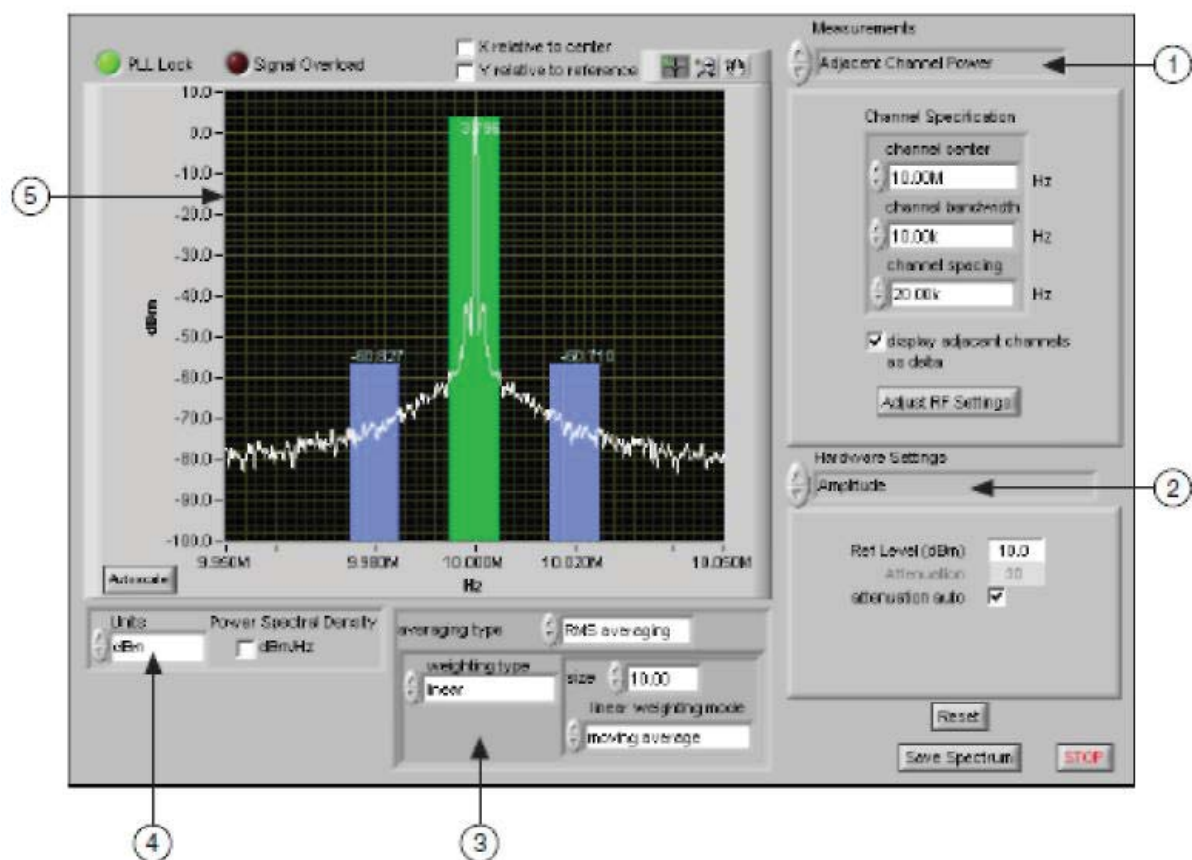 PLL Lock
Signal Overload
X relative to center
Y relative to reference
10.0
0.0
-10.0
-20.0
-30.0
-40.0
-50.0
-60.0
-70.0
-80.0
-90.0
-100.0
dBm
-60.827
-60.710
9.950M
9.980M
10.000M
10.020M
10.050M
Hz
Autoscale
Units
dBm
Power Spectral Density
dBm/Hz
averaging type
RMS averaging
weighting type
linear
size
10.00
linear weighting mode
moving average
Measurements
Adjacent Channel Power
Channel Specification
channel center
10.00M
Hz
channel bandwidth
10.00k
Hz
channel spacing
20.00k
Hz
display adjacent channels
as delta
Adjust RF Settings
Hardware Settings
Amplitude
Ref Level (dBm)
10.0
Attenuation
30
attenuation auto
Reset
Save Spectrum
STOP
1
2
3
4
5